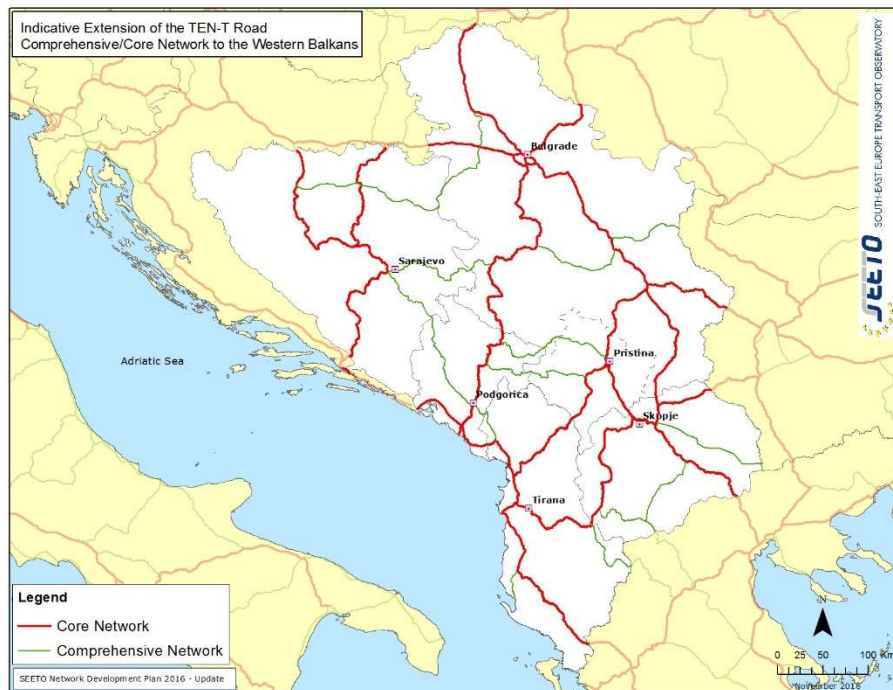 Indicative Extension of the TEN-T Road
Comprehensive/Core Network to the Western Balkans
SEETO
SOUTH-EAST EUROPE TRANSPORT OBSERVATORY
Belgrade
Sarajevo
Adriatic Sea
Pristina
Podgorica
Skopje
Tirana
Legend
Core Network
Comprehensive Network
SEETO Network Development Plan 2016 - Update
N
0 25 50 100 Km
November 2016